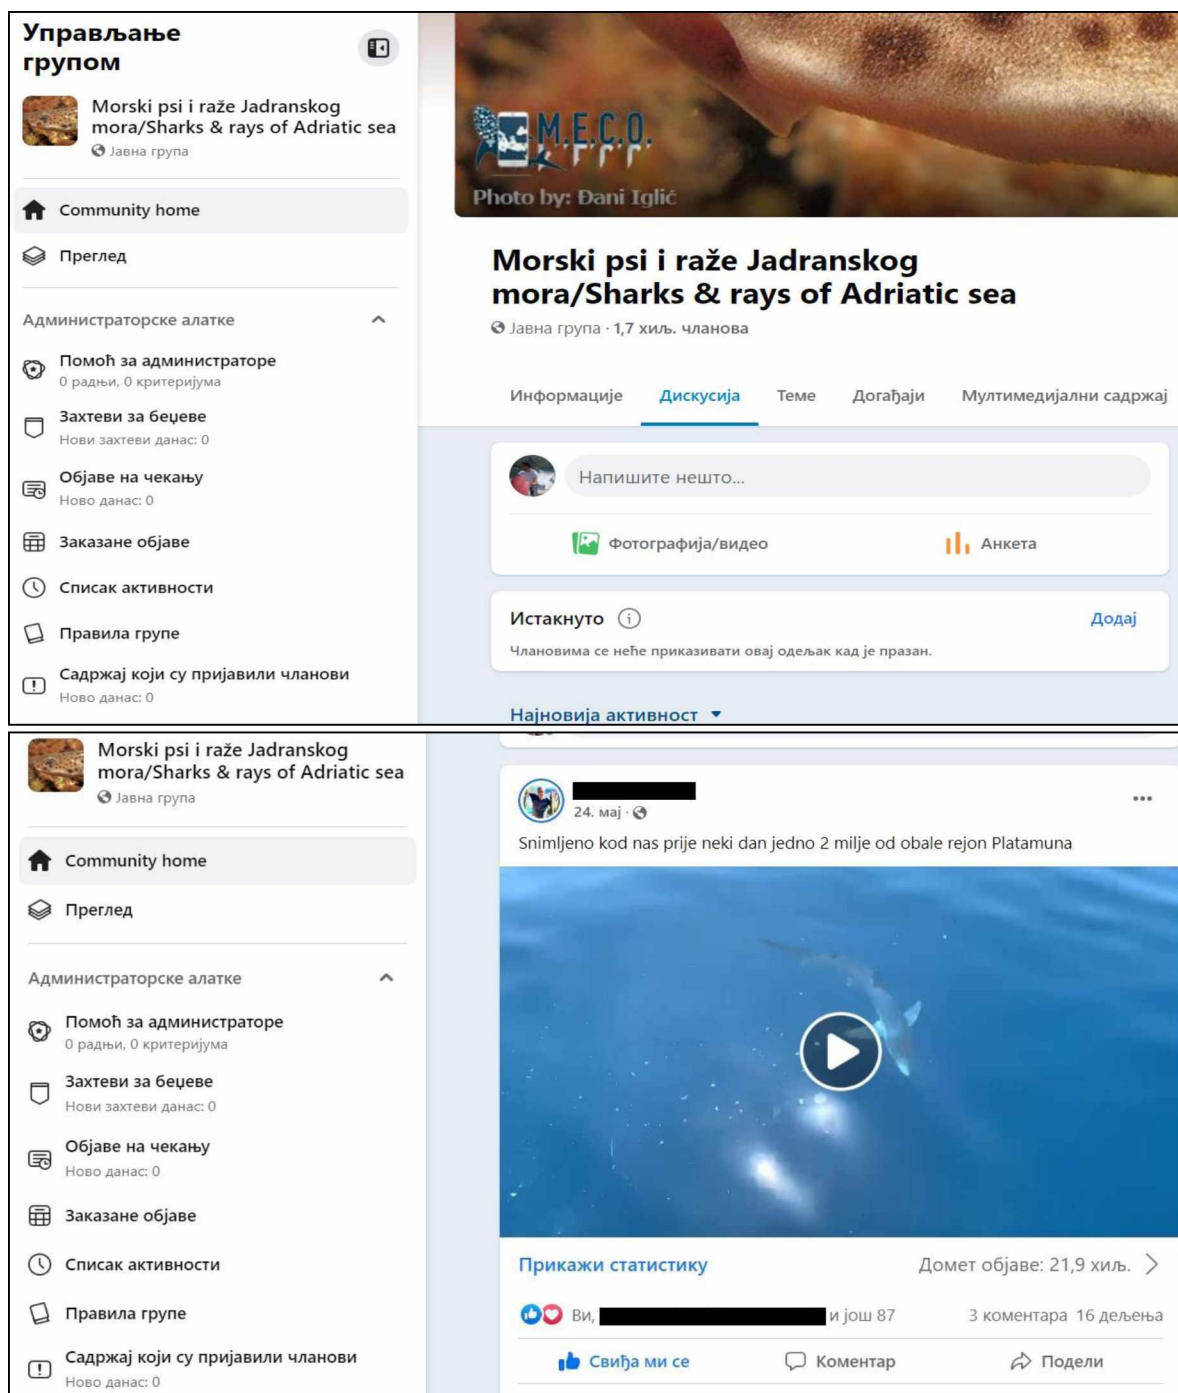 Управљање
групом
Morski psi i raže Jadranskog
mora/Sharks & rays of Adriatic sea
Јавна група
Community home
Преглед
Администраторске алатке
Помоћ за администраторе
0 радњи, 0 критеријума
Захтеви за беџеве
Нови захтеви данас: 0
Објаве на чекању
Ново данас: 0
Заказане објаве
Списак активности
Правила групе
Садржај који су пријавили чланови
Ново данас: 0
M.E.C.O.
Photo by: Đani Iglić
Morski psi i raže Jadranskog
mora/Sharks & rays of Adriatic sea
Јавна група · 1,7 хиљ. чланова
Информације Дискусија Теме Догађаји Мултимедијални садржај
Напишите нешто...
Фотографија/видео Анкета
Истакнуто Додај
Члановима се неће приказивати овај одељак кад је празан.
Најновија активност
Morski psi i raže Jadranskog
mora/Sharks & rays of Adriatic sea
Јавна група
Community home
Преглед
Администраторске алатке
Помоћ за администраторе
0 радњи, 0 критеријума
Захтеви за беџеве
Нови захтеви данас: 0
Објаве на чекању
Ново данас: 0
Заказане објаве
Списак активности
Правила групе
Садржај који су пријавили чланови
Ново данас: 0
24. мај ·
Snimljeno kod nas prije neki dan jedno 2 milje od obale rejon Platamuna
Прикажи статистику Домет објаве: 21,9 хиљ.
Ви, и још 87 3 коментара 16 дељења
Свиђа ми се Коментар Подели